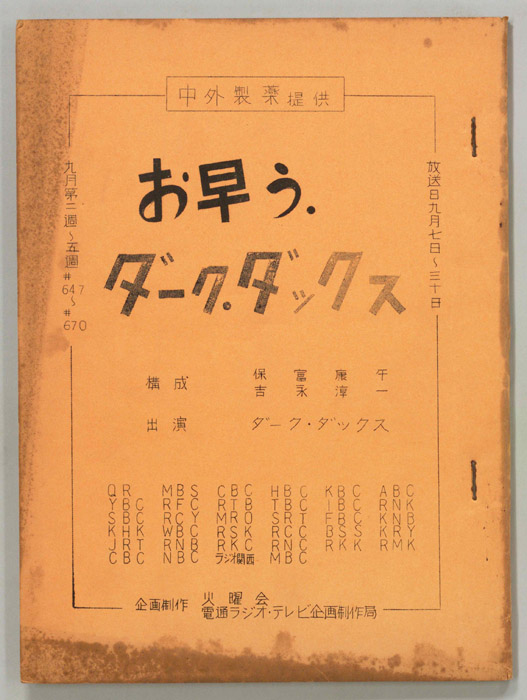 中外製薬提供
お早う.
ダーク.ダックス
放送日九月七日〜三十日
九月第二週〜五週
#647
〜
#670
構成 保富康午
吉永淳一
出演 ダーク・ダックス
QR MBS CBC HBC KBC ABC
YBC RFC RTB TBC IBC RNK
SBC RCY MRO SRT FBC KNB
KHK WBC RSK RCC BSS KRY
JRT RNB RKC RNC RKK RMK
CBC NBC ラジオ関西 MBC
企画制作 火曜会
電通ラジオ・テレビ企画制作局